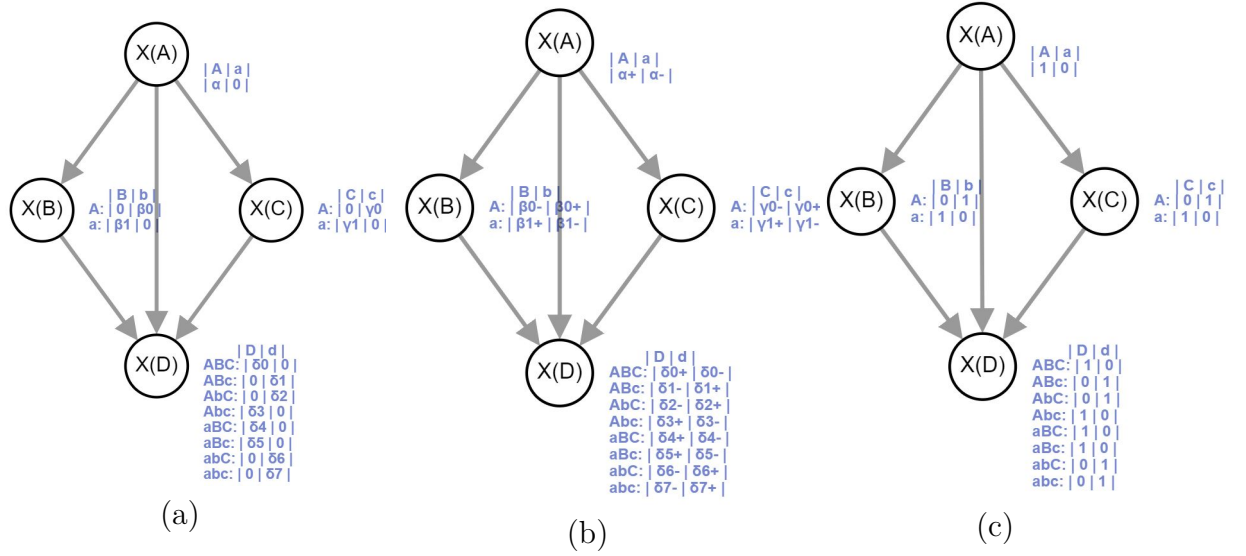 X(A)
| A | a |
| α | 0 |
X(B)
| B | b |
A: | 0 | β0 |
a: | β1 | 0 |
X(C)
| C | c |
A: | 0 | γ0
a: | γ1 | 0 |
X(D)
| D | d |
ABC: | δ0 | 0 |
ABc: | 0 | δ1
AbC: | 0 | δ2
Abc: | δ3 | 0 |
aBC: | δ4 | 0 |
aBc: | δ5 | 0 |
abC: | 0 | δ6 |
abc: | 0 | δ7 |
(a)
X(A)
| A | a |
| α+ | α- |
X(B)
| B | b |
A: | β0- | β0+ |
a: | β1+ | β1- |
X(C)
| C | c |
A: | γ0- | γ0+
a: | γ1+ | γ1-
X(D)
| D | d |
ABC: | δ0+ | δ0- |
ABc: | δ1- | δ1+ |
AbC: | δ2- | δ2+ |
Abc: | δ3+ | δ3- |
aBC: | δ4+ | δ4- |
aBc: | δ5+ | δ5- |
abC: | δ6- | δ6+ |
abc: | δ7- | δ7+ |
(b)
X(A)
| A | a |
| 1 | 0 |
X(B)
| B | b |
A: | 0 | 1 |
a: | 1 | 0 |
X(C)
| C | c |
A: | 0 | 1 |
a: | 1 | 0 |
X(D)
| D | d |
ABC: | 1 | 0 |
ABc: | 0 | 1 |
AbC: | 0 | 1 |
Abc: | 1 | 0 |
aBC: | 1 | 0 |
aBc: | 1 | 0 |
abC: | 0 | 1 |
abc: | 0 | 1 |
(c)